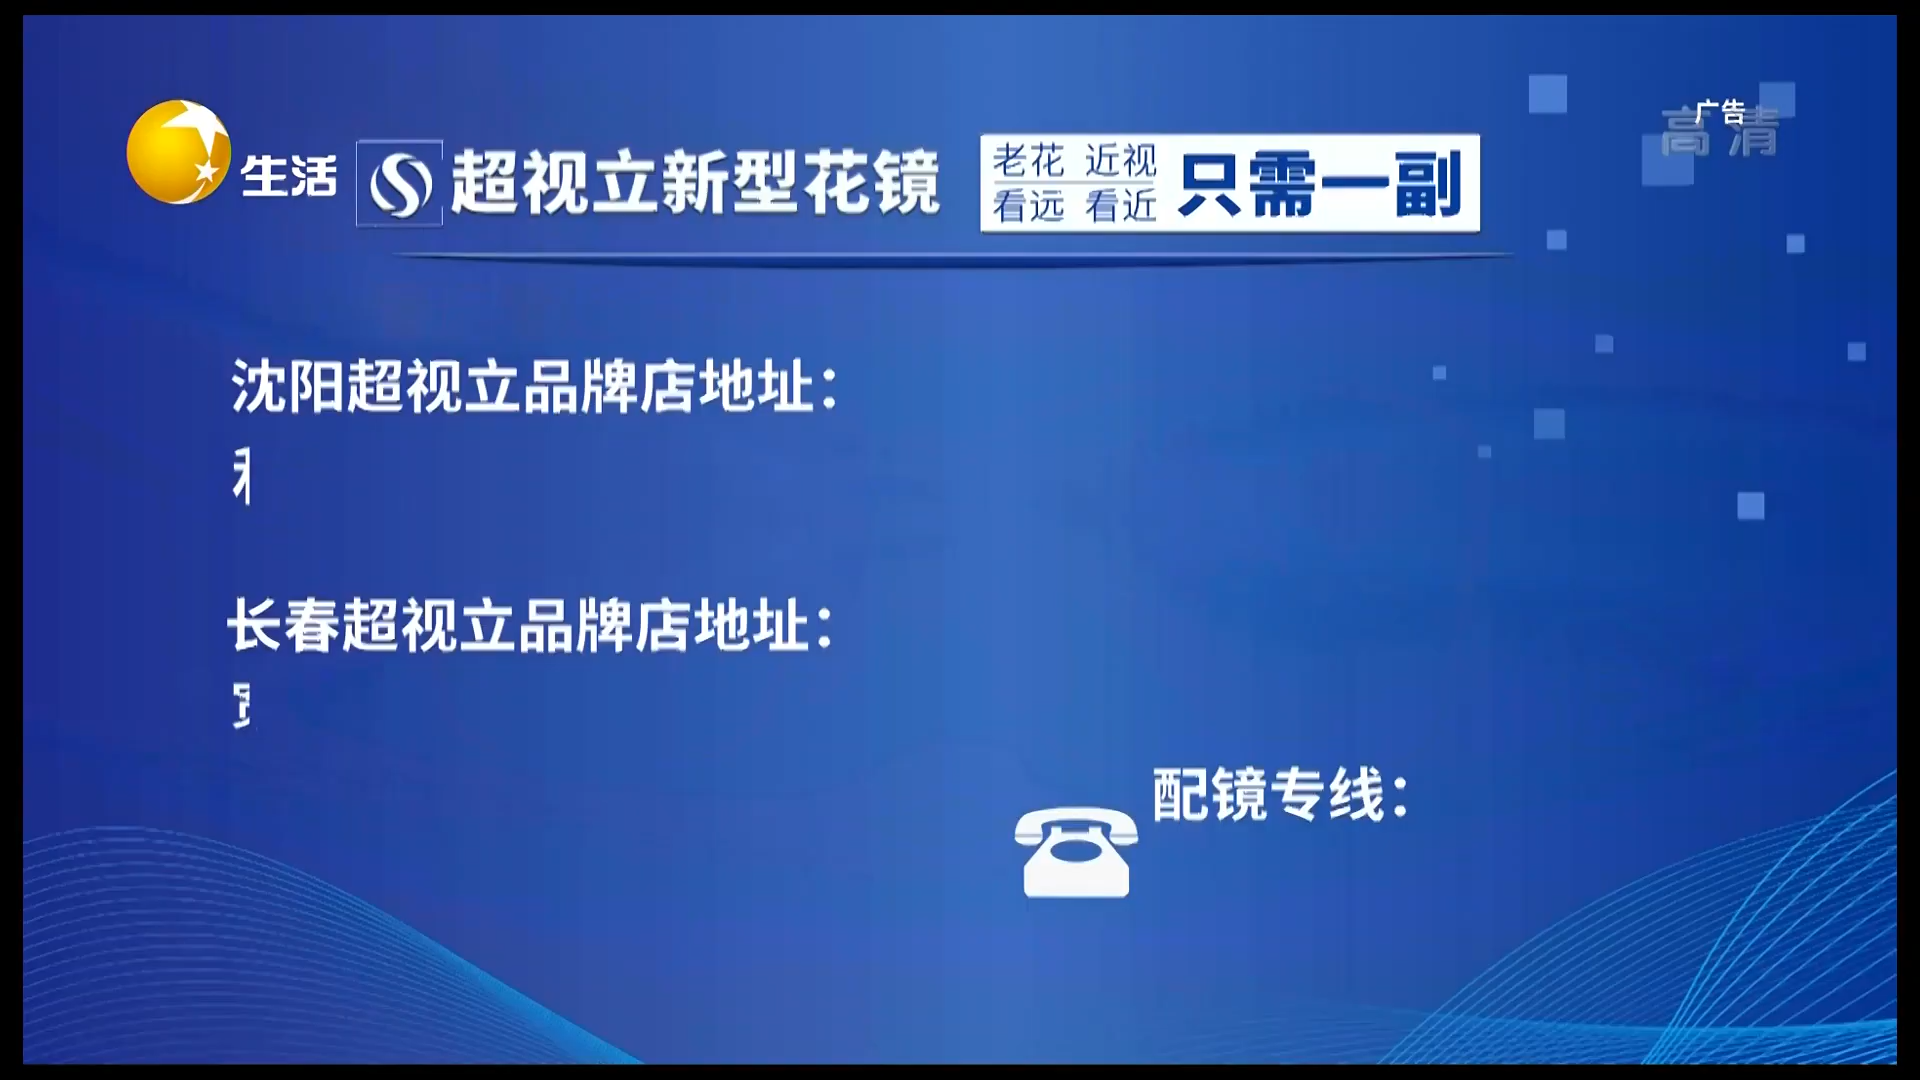 广告
高清
生活
超视立新型花镜
老花 近视
看远 看近
只需一副
沈阳超视立品牌店地址：
长春超视立品牌店地址：
配镜专线：